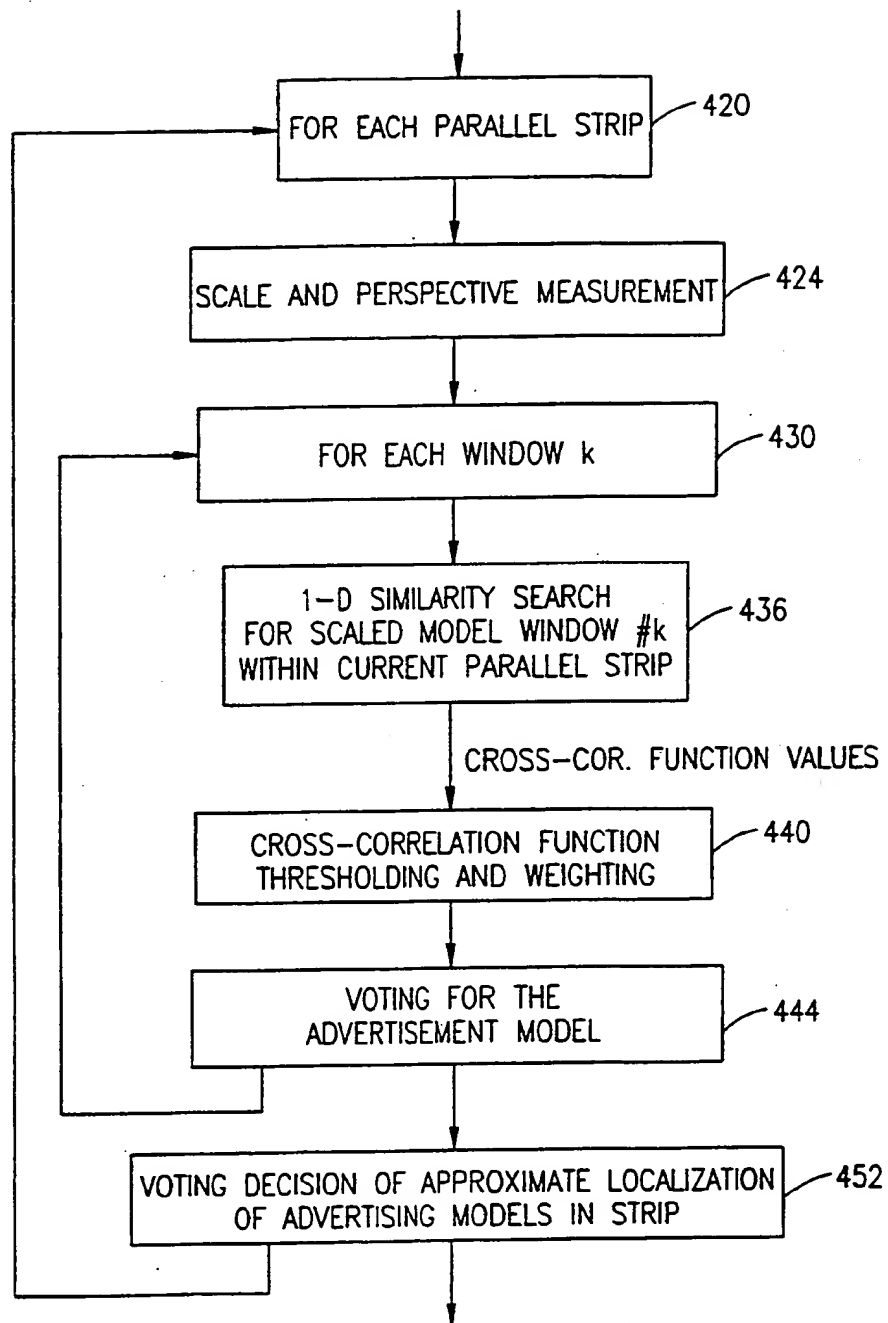 FOR EACH PARALLEL STRIP
420
SCALE AND PERSPECTIVE MEASUREMENT
424
FOR EACH WINDOW k
430
1-D SIMILARITY SEARCH
FOR SCALED MODEL WINDOW #k
WITHIN CURRENT PARALLEL STRIP
436
CROSS-COR. FUNCTION VALUES
CROSS-CORRELATION FUNCTION
THRESHOLDING AND WEIGHTING
440
VOTING FOR THE
ADVERTISEMENT MODEL
444
VOTING DECISION OF APPROXIMATE LOCALIZATION
OF ADVERTISING MODELS IN STRIP
452